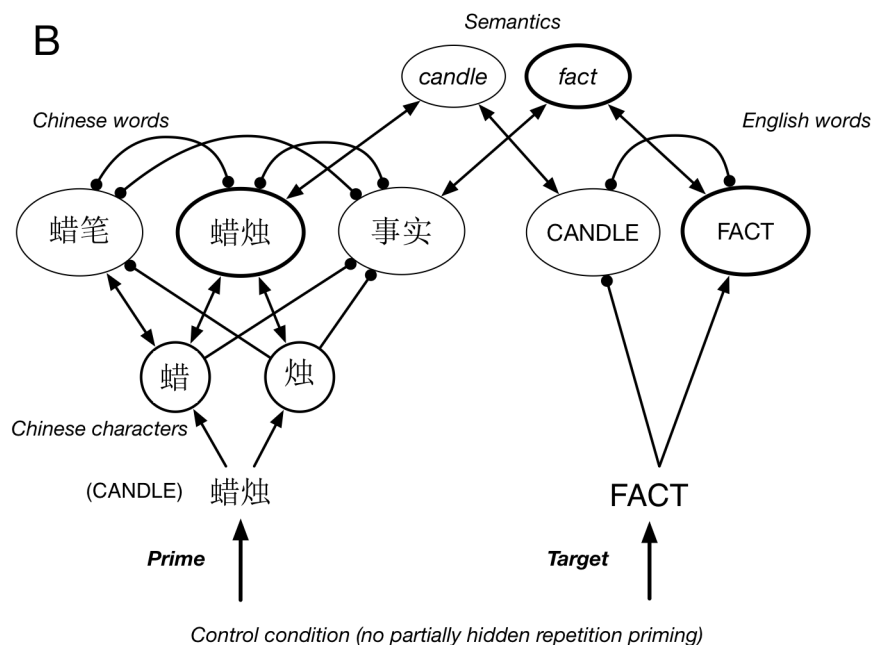 B
Semantics
candle fact
Chinese words English words
蜡笔 蜡烛 事实 CANDLE FACT
蜡 烛
Chinese characters
(CANDLE) 蜡烛 FACT
Prime Target
Control condition (no partially hidden repetition priming)